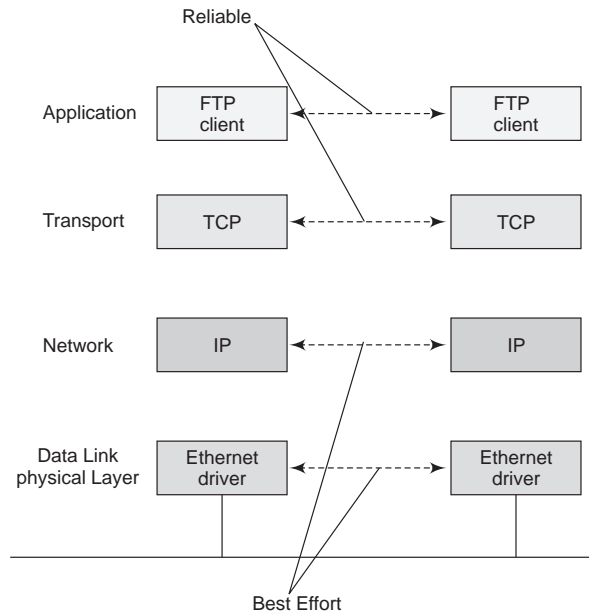 Reliable
Application
FTP
client
FTP
client
Transport
TCP
TCP
Network
IP
IP
Data Link
physical Layer
Ethernet
driver
Ethernet
driver
Best Effort